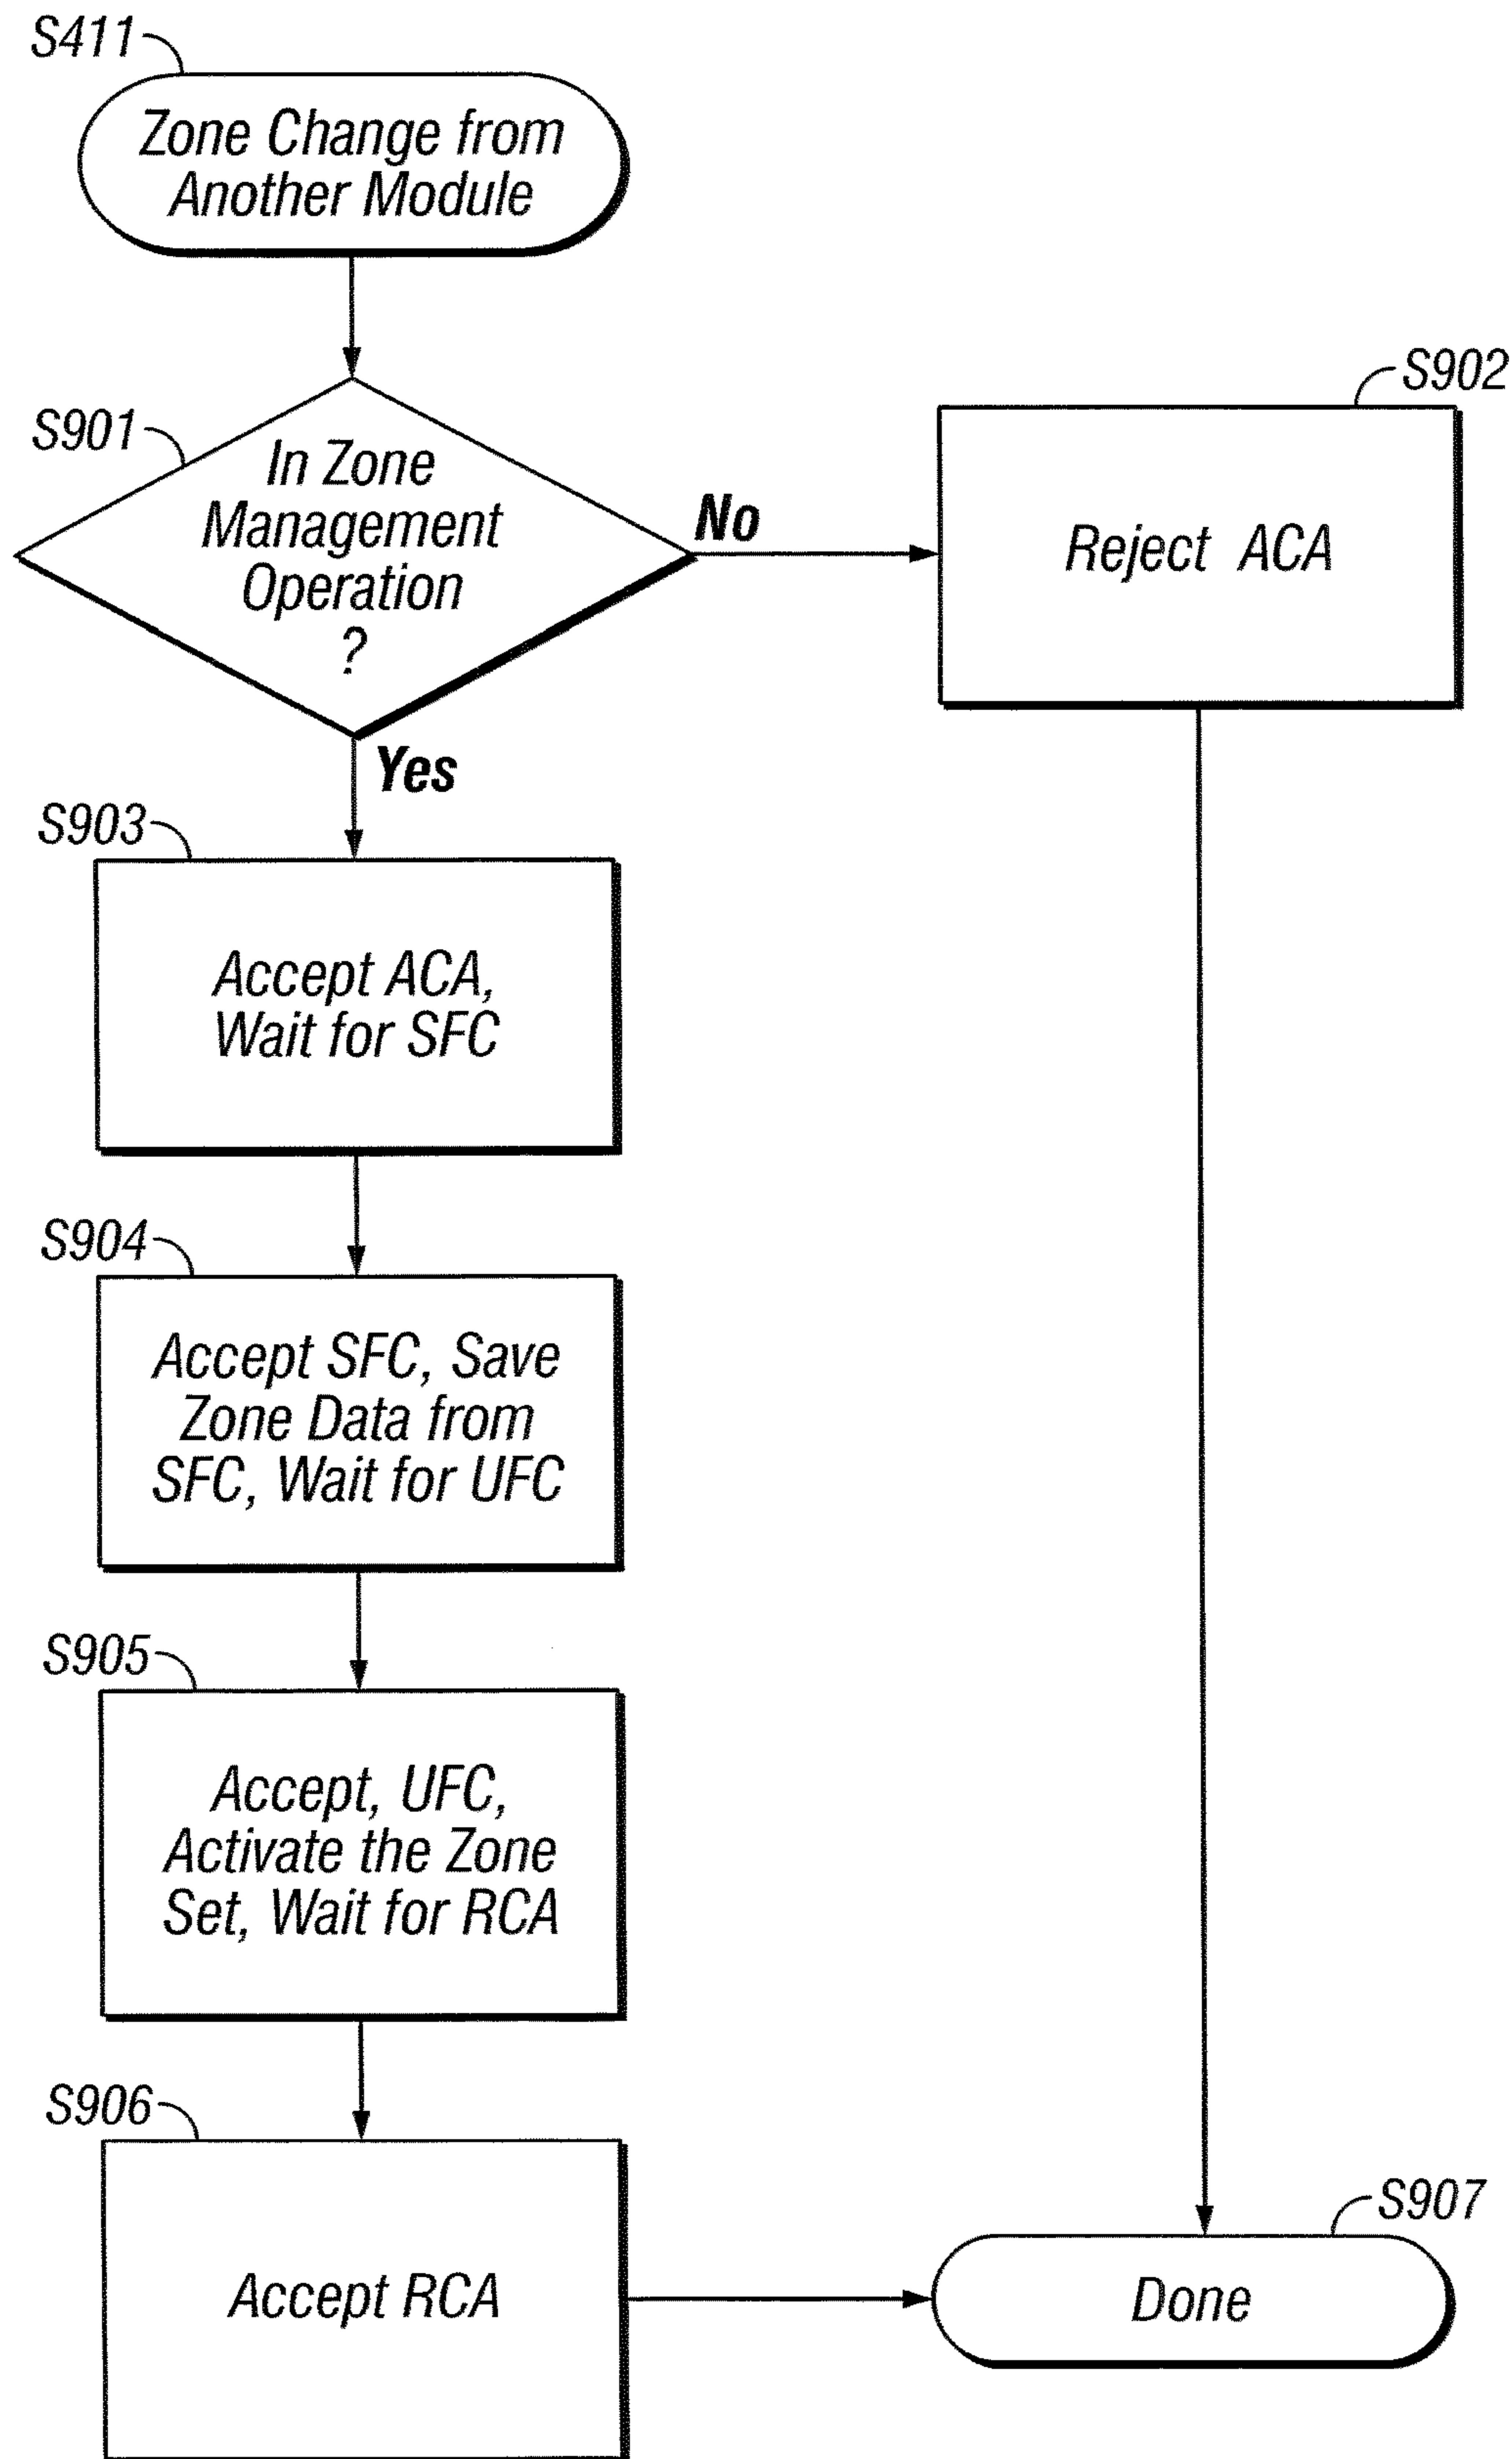 S411
Zone Change from
Another Module
S901
In Zone
Management
Operation
?
No
S902
Reject ACA
Yes
S903
Accept ACA,
Wait for SFC
S904
Accept SFC, Save
Zone Data from
SFC, Wait for UFC
S905
Accept, UFC,
Activate the Zone
Set, Wait for RCA
S906
Accept RCA
S907
Done